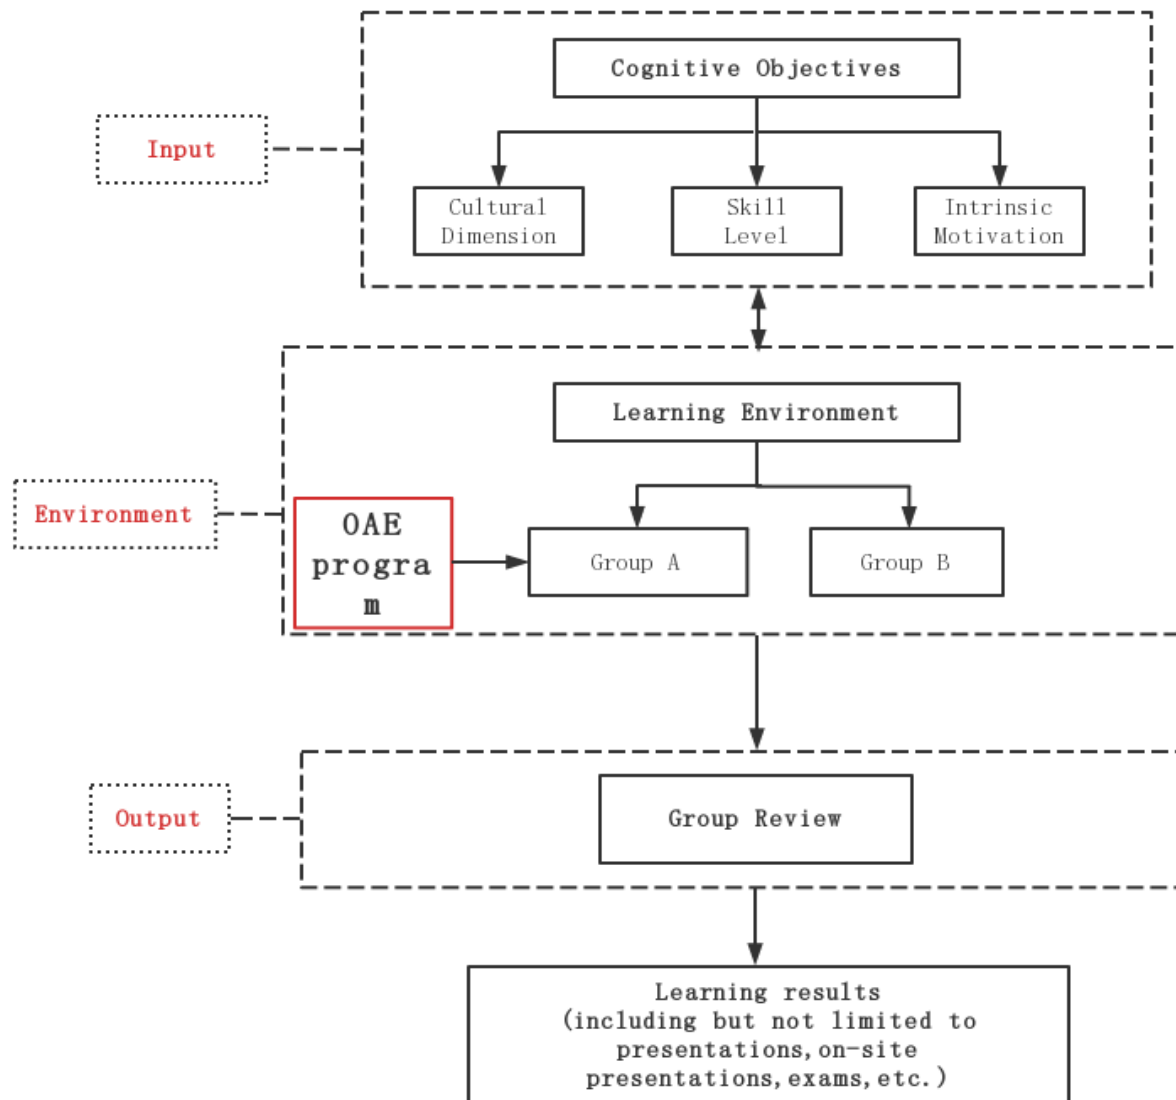 Cognitive Objectives
Input
Cultural
Dimension
Skill
Level
Intrinsic
Motivation
Learning Environment
Environment
OAE
progra
m
Group A
Group B
Output
Group Review
Learning results
(including but not limited to
presentations,on-site
presentations,exams,etc.)